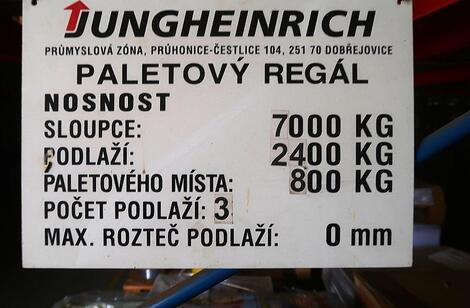 JUNGHEINRICH
PRŮMYSLOVÁ ZÓNA, PRŮHONICE-ČESTLICE 104, 251 70 DOBŘEJOVICE
PALETOVÝ REGÁL
NOSNOST
SLOUPCE: 7000 KG
PODLAŽÍ: 2400 KG
PALETOVÉHO MÍSTA: 800 KG
POČET PODLAŽÍ: 3
MAX. ROZTEČ PODLAŽÍ: 0 mm